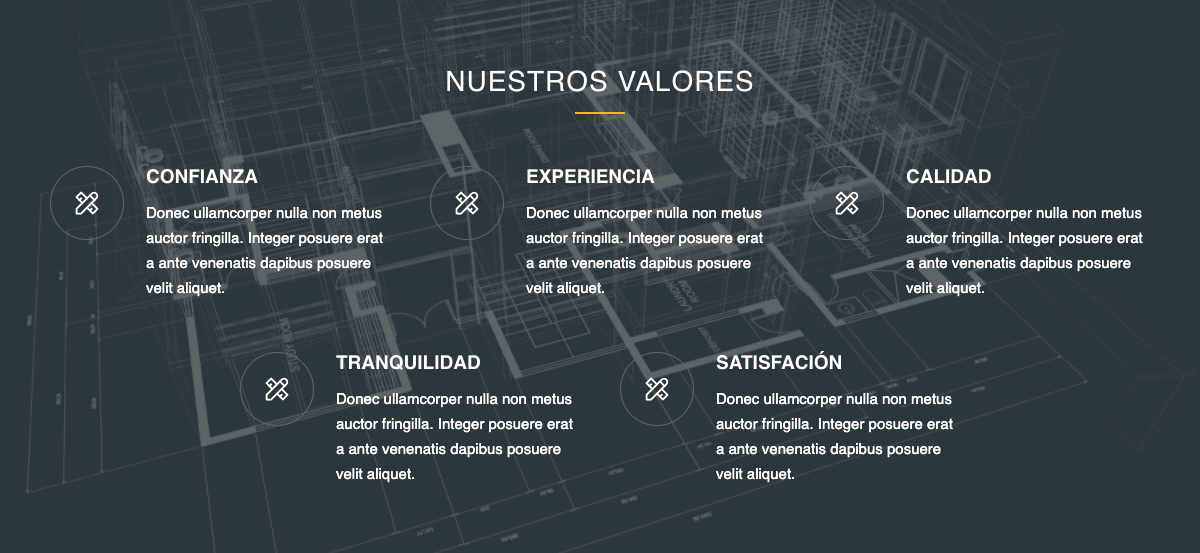 NUESTROS VALORES
CONFIANZA
Donec ullamcorper nulla non metus
auctor fringilla. Integer posuere erat
a ante venenatis dapibus posuere
velit aliquet.
EXPERIENCIA
Donec ullamcorper nulla non metus
auctor fringilla. Integer posuere erat
a ante venenatis dapibus posuere
velit aliquet.
CALIDAD
Donec ullamcorper nulla non metus
auctor fringilla. Integer posuere erat
a ante venenatis dapibus posuere
velit aliquet.
TRANQUILIDAD
Donec ullamcorper nulla non metus
auctor fringilla. Integer posuere erat
a ante venenatis dapibus posuere
velit aliquet.
SATISFACIÓN
Donec ullamcorper nulla non metus
auctor fringilla. Integer posuere erat
a ante venenatis dapibus posuere
velit aliquet.
STUDY ROOM